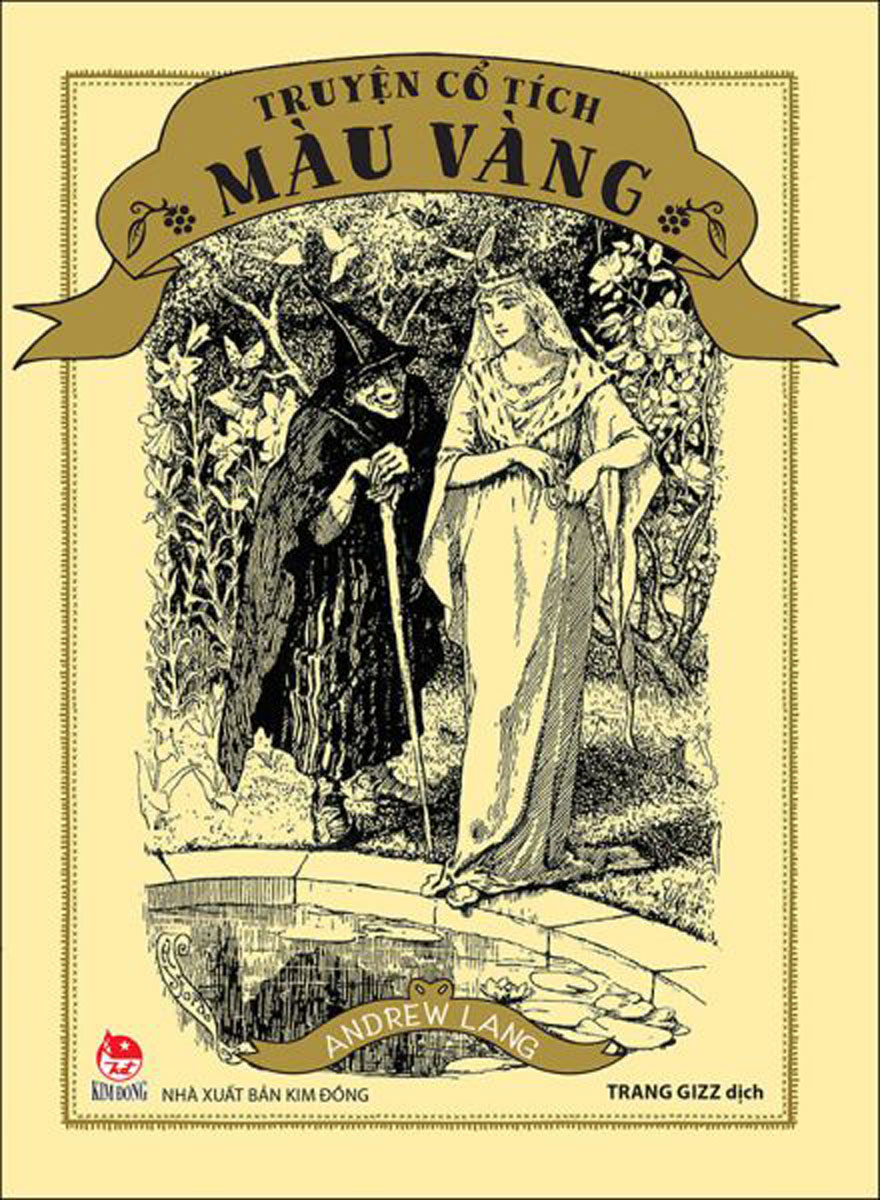 TRUYỆN CỔ TÍCH
MÀU VÀNG
ANDREW LANG
KIM ĐỒNG
NHÀ XUẤT BẢN KIM ĐỒNG
TRANG GIZZ dịch